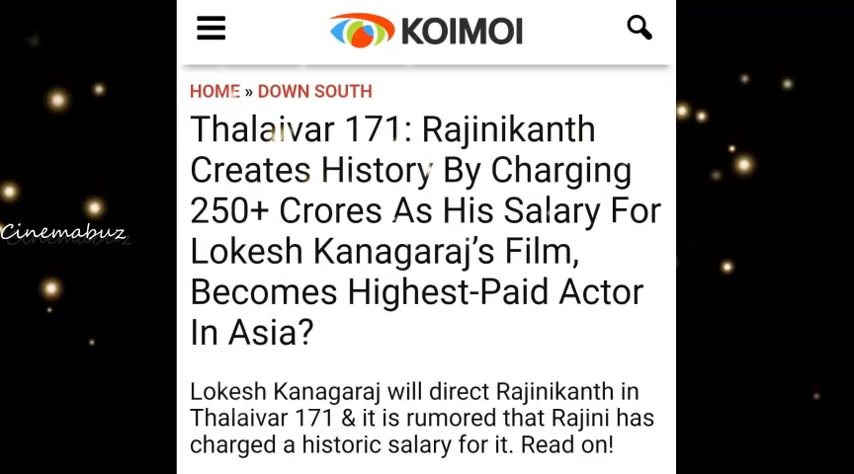 KOIMOI
HOME » DOWN SOUTH
Thalaivar 171: Rajinikanth
Creates History By Charging
250+ Crores As His Salary For
Lokesh Kanagaraj’s Film,
Becomes Highest-Paid Actor
In Asia?
Lokesh Kanagaraj will direct Rajinikanth in
Thalaivar 171 & it is rumored that Rajini has
charged a historic salary for it. Read on!
Cinemabuz